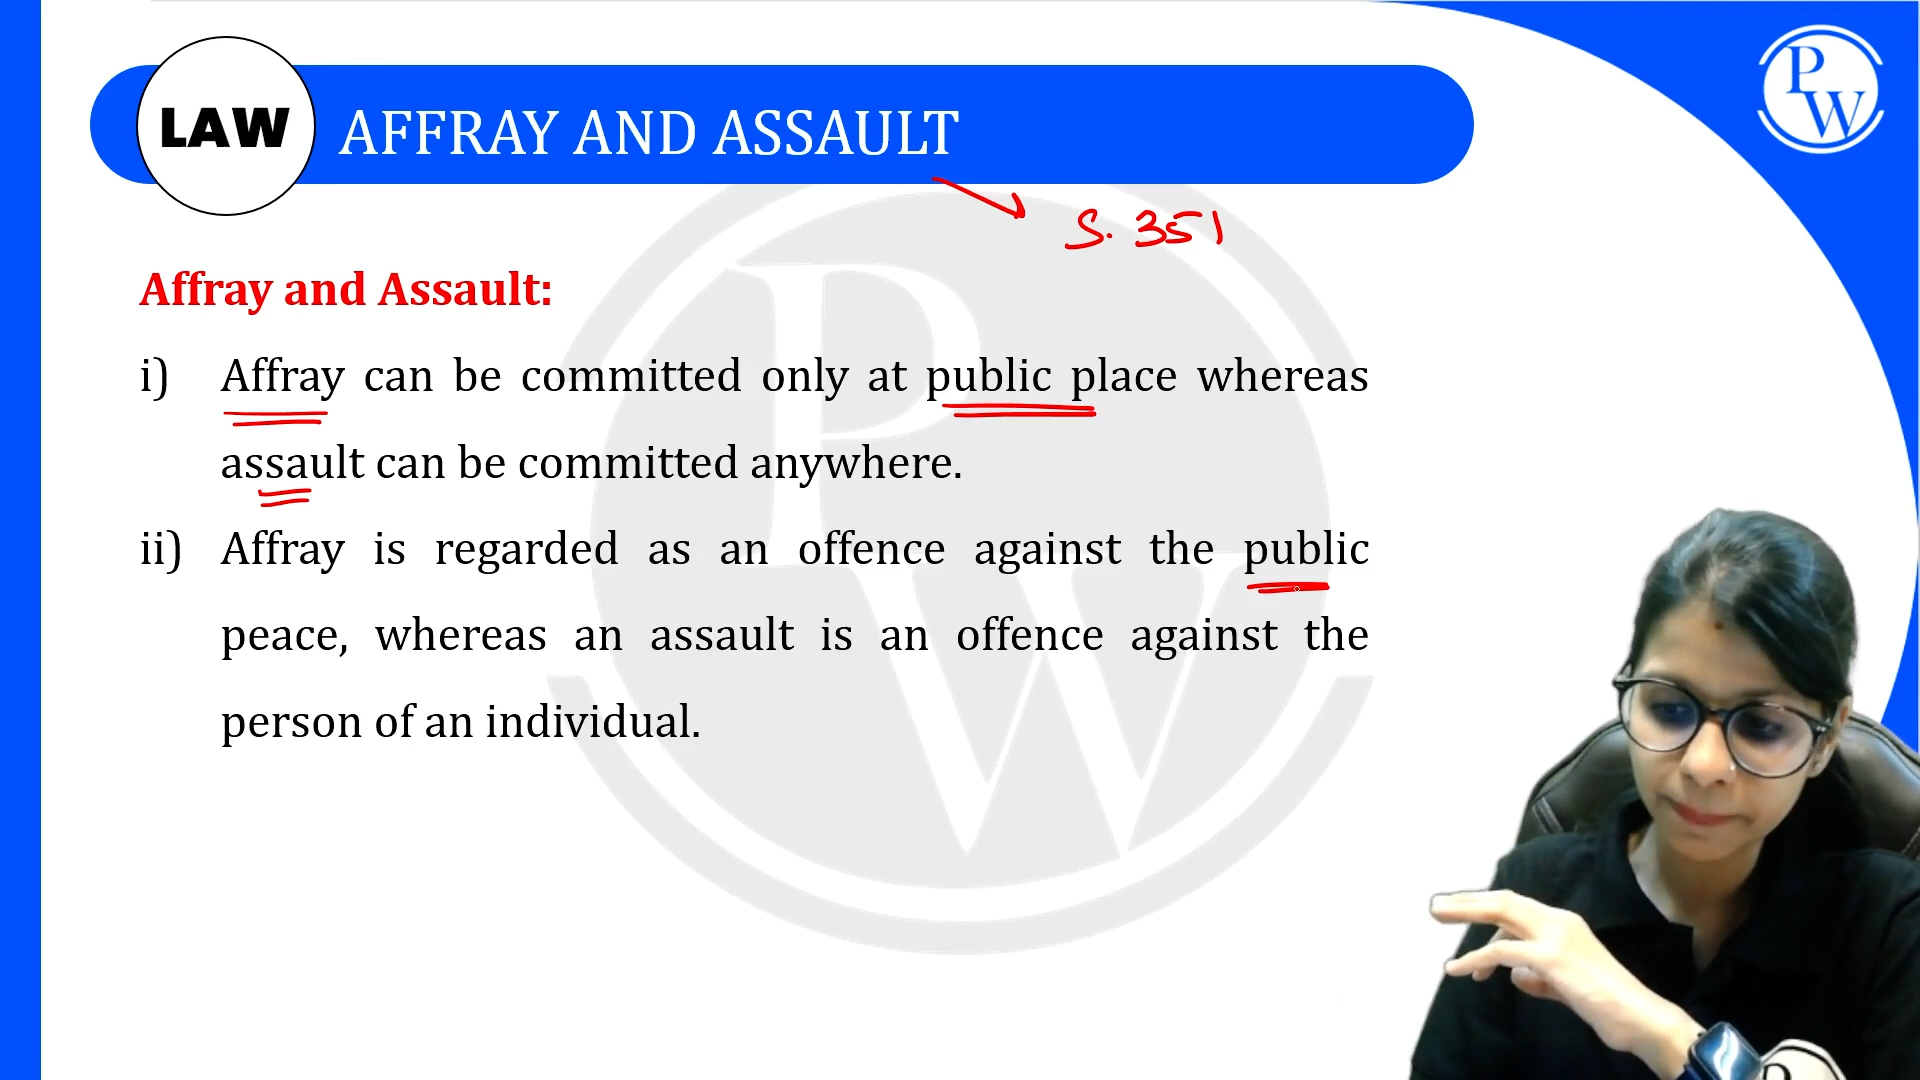 LAW
AFFRAY AND ASSAULT
P
W
S. 351
Affray and Assault:
i) Affray can be committed only at public place whereas
assault can be committed anywhere.
ii) Affray is regarded as an offence against the public
peace, whereas an assault is an offence against the
person of an individual.